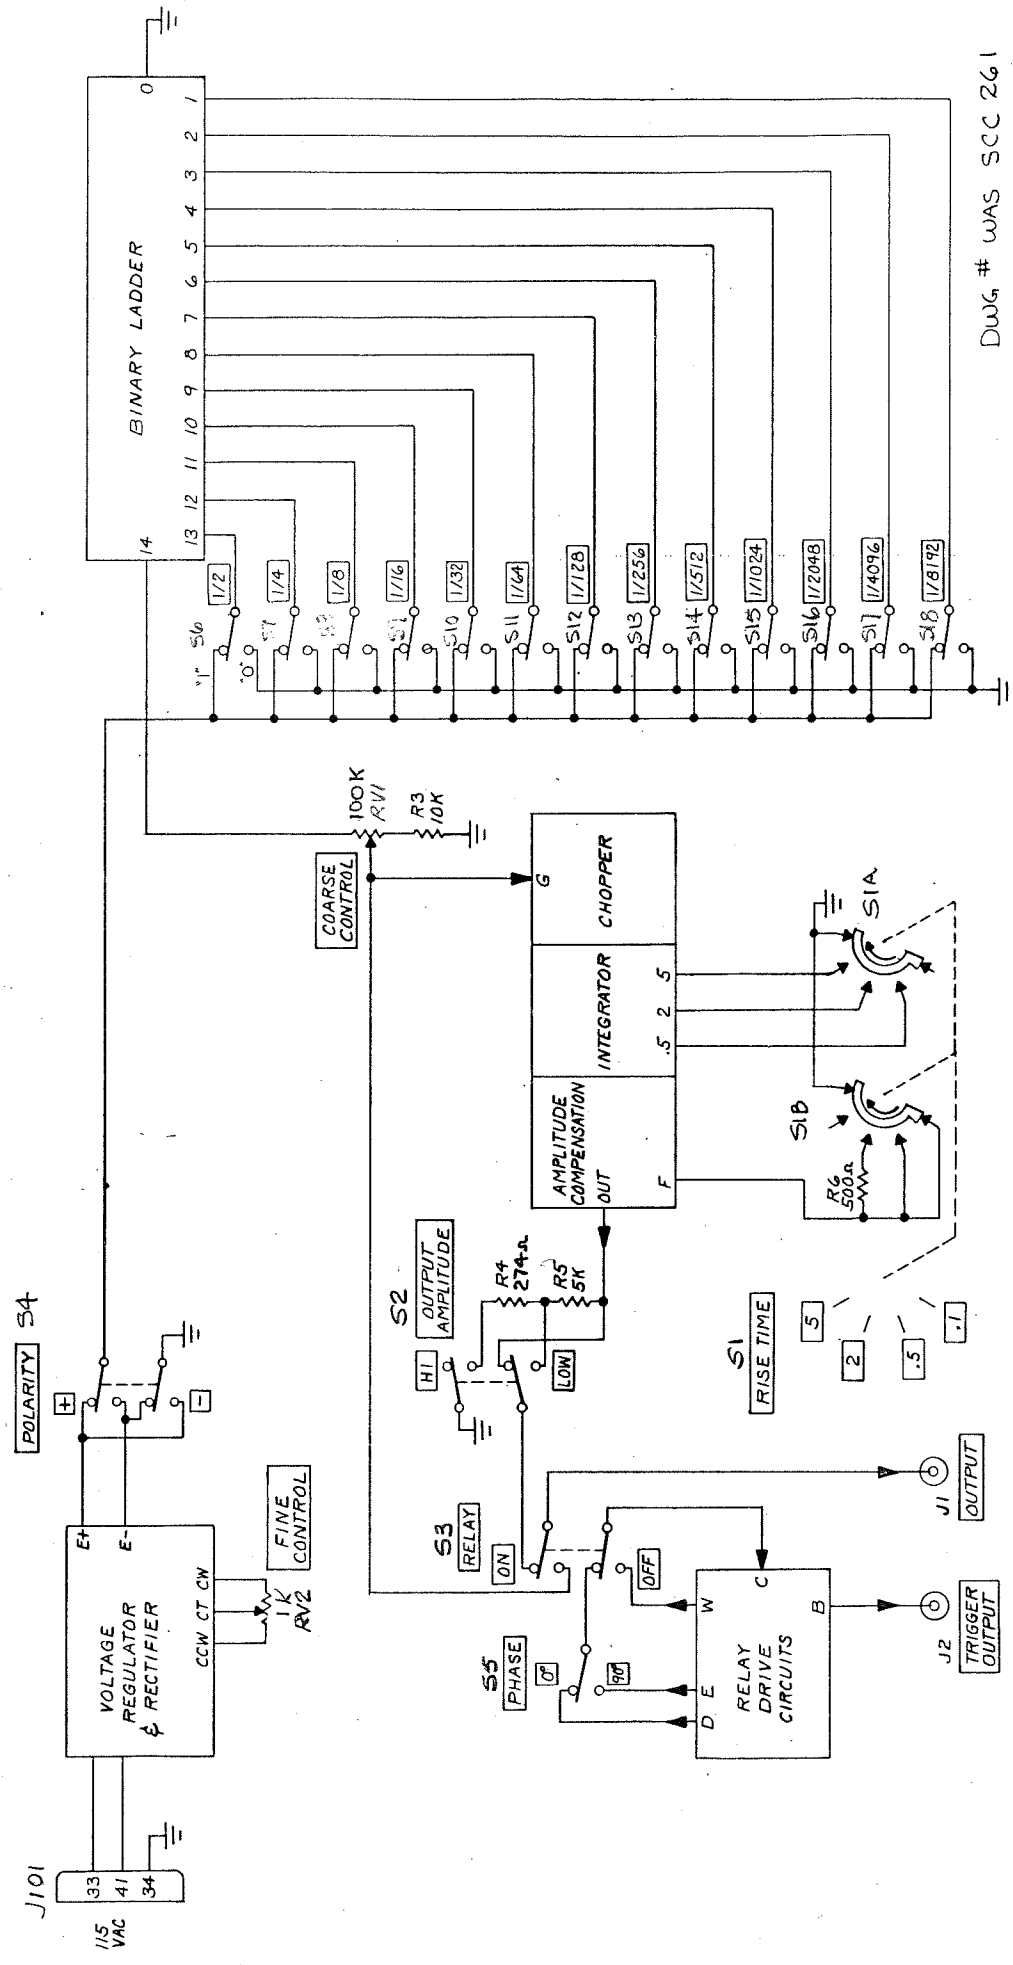 J101
115
VAC
33
41
34
VOLTAGE
REGULATOR
& RECTIFIER
E+
E-
CCW CT CW
1K
RV2
FINE
CONTROL
POLARITY S4
+
-
BINARY LADDER
0
14
13
12
11
10
9
8
7
6
5
4
3
2
1
"1"
"0"
S6 1/2
S7 1/4
S8 1/8
S9 1/16
S10 1/32
S11 1/64
S12 1/128
S13 1/256
S14 1/512
S15 1/1024
S16 1/2048
S17 1/4096
S18 1/8192
100K
RV1
R3
10K
COARSE
CONTROL
G
CHOPPER
INTEGRATOR
5
2
.5
AMPLITUDE
COMPENSATION
OUT
F
S2
OUTPUT
AMPLITUDE
HI
LOW
R4
274Ω
R5
5K
S3
RELAY
ON
OFF
S5
PHASE
0°
90°
RELAY
DRIVE
CIRCUITS
D
E
W
C
B
J1
OUTPUT
J2
TRIGGER
OUTPUT
S1
RISE TIME
5
2
.5
.1
S1B
R6
500Ω
S1A
DWG # WAS SCC 261